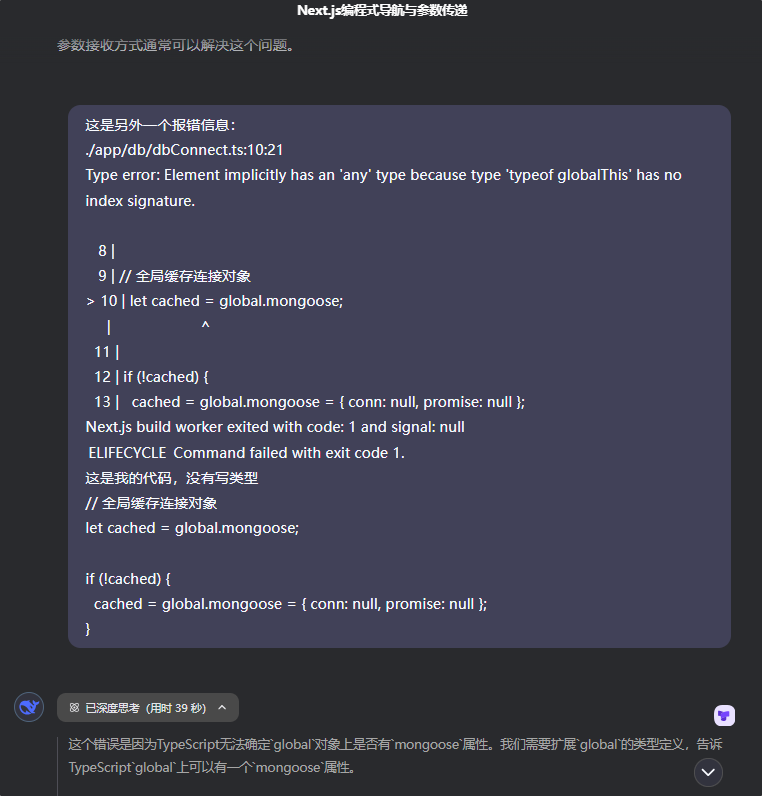 Next.js编程式导航与参数传递
参数接收方式通常可以解决这个问题。
这是另外一个报错信息：
./app/db/dbConnect.ts:10:21
Type error: Element implicitly has an 'any' type because type 'typeof globalThis' has no
index signature.
8 |
9 | // 全局缓存连接对象
> 10 | let cached = global.mongoose;
| ^
11 |
12 | if (!cached) {
13 | cached = global.mongoose = { conn: null, promise: null };
Next.js build worker exited with code: 1 and signal: null
ELIFECYCLE Command failed with exit code 1.
这是我的代码，没有写类型
// 全局缓存连接对象
let cached = global.mongoose;
if (!cached) {
cached = global.mongoose = { conn: null, promise: null };
}
已深度思考（用时 39 秒）
这个错误是因为TypeScript无法确定`global`对象上是否有`mongoose`属性。我们需要扩展`global`的类型定义，告诉
TypeScript`global`上可以有一个`mongoose`属性。